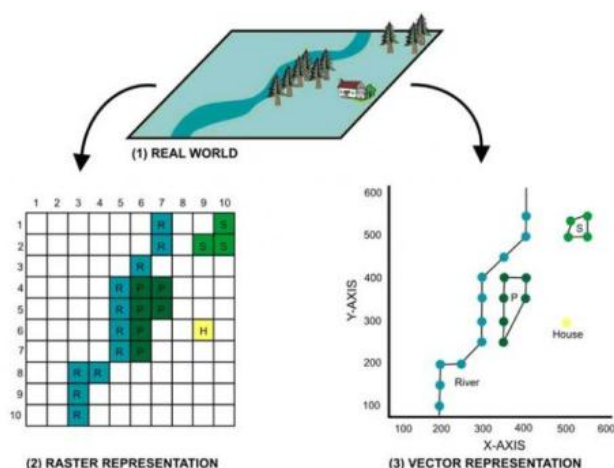 (1) REAL WORLD
1 2 3 4 5 6 7 8 9 10
1 R S
2 R S S
3 R
4 R P P
5 R P P
6 R P H
7 R P
8 R R
9 R
10 R
(2) RASTER REPRESENTATION
600
500
400
300
200
100
Y-AXIS
S
P
House
River
100 200 300 400 500 600
X-AXIS
(3) VECTOR REPRESENTATION